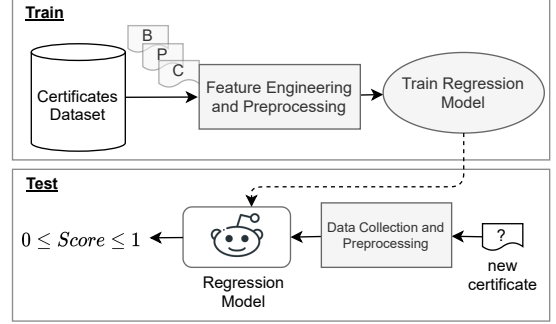 Train
B
P
C
Certificates
Dataset
Feature Engineering
and Preprocessing
Train Regression
Model
Test
0 ≤ Score ≤ 1
Regression
Model
Data Collection and
Preprocessing
?
new
certificate